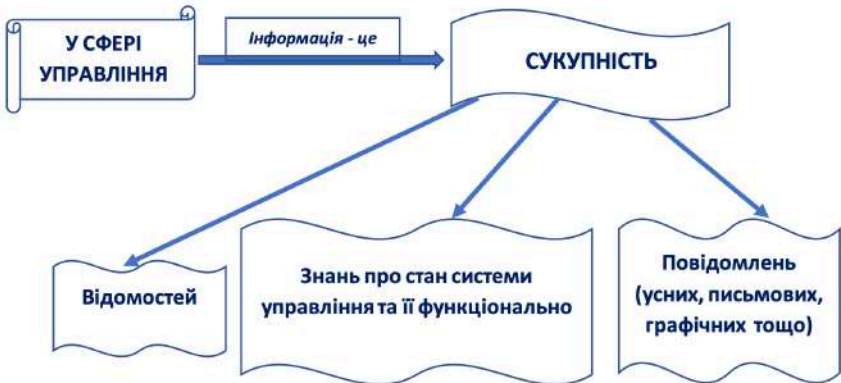 У СФЕРІ
УПРАВЛІННЯ
Інформація - це
СУКУПНІСТЬ
Відомостей
Знань про стан системи
управління та її функціонально
Повідомлень
(усних, письмових,
графічних тощо)